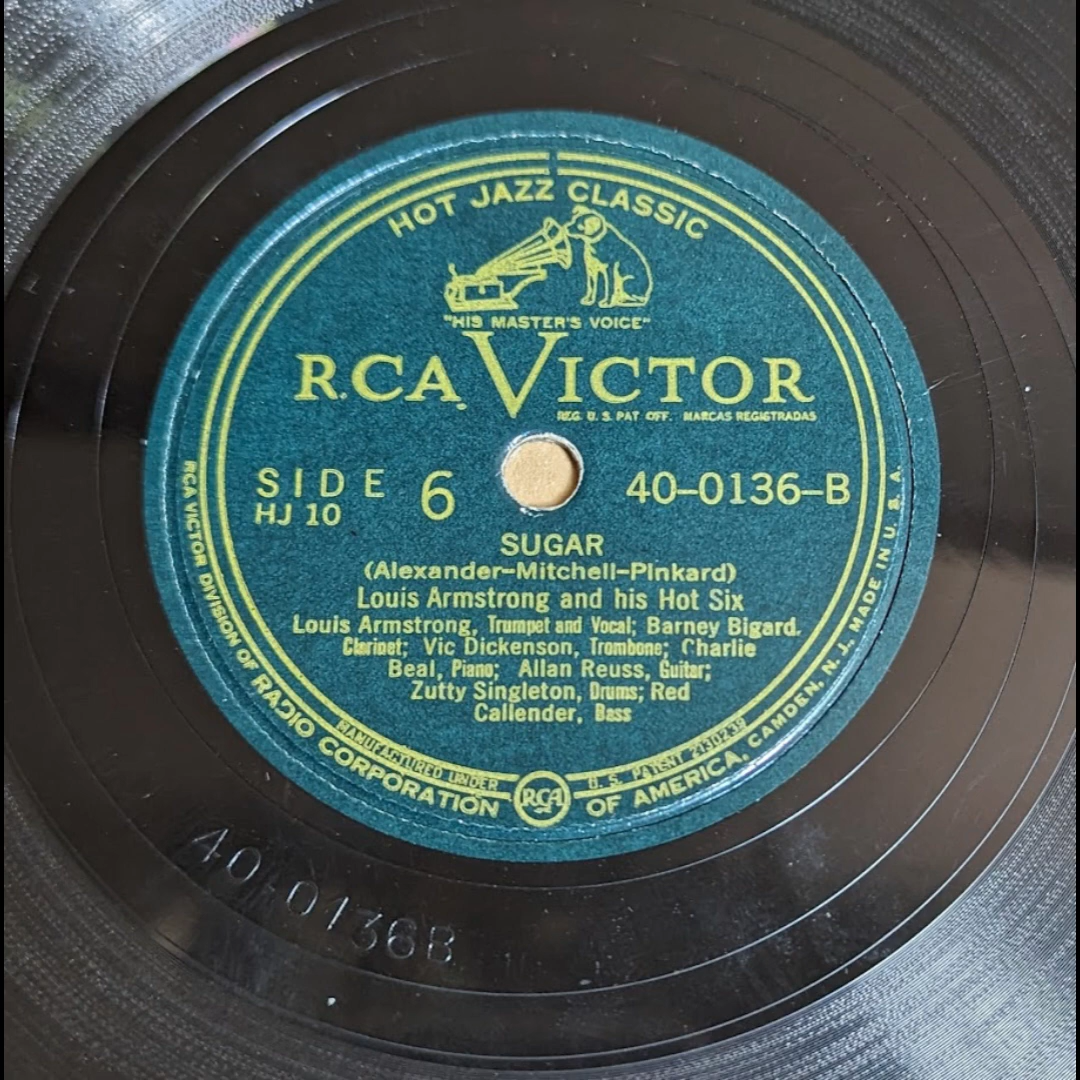 HOT JAZZ CLASSIC
"HIS MASTER'S VOICE"
RCA VICTOR
REG. U. S. PAT. OFF. MARCAS REGISTRADAS
SIDE 6
HJ 10
40-0136-B
SUGAR
(Alexander-Mitchell-Pinkard)
Louis Armstrong and his Hot Six
Louis Armstrong, Trumpet and Vocal; Barney Bigard.
Clarinet; Vic Dickenson, Trombone; Charlie
Beal, Piano; Allan Reuss, Guitar;
Zutty Singleton, Drums; Red
Callender, Bass
MANUFACTURED UNDER RCA U. S. PATENT 2130239
RCA VICTOR DIVISION OF RADIO CORPORATION OF AMERICA, CAMDEN, N. J. MADE IN U. S. A.
40-0136B